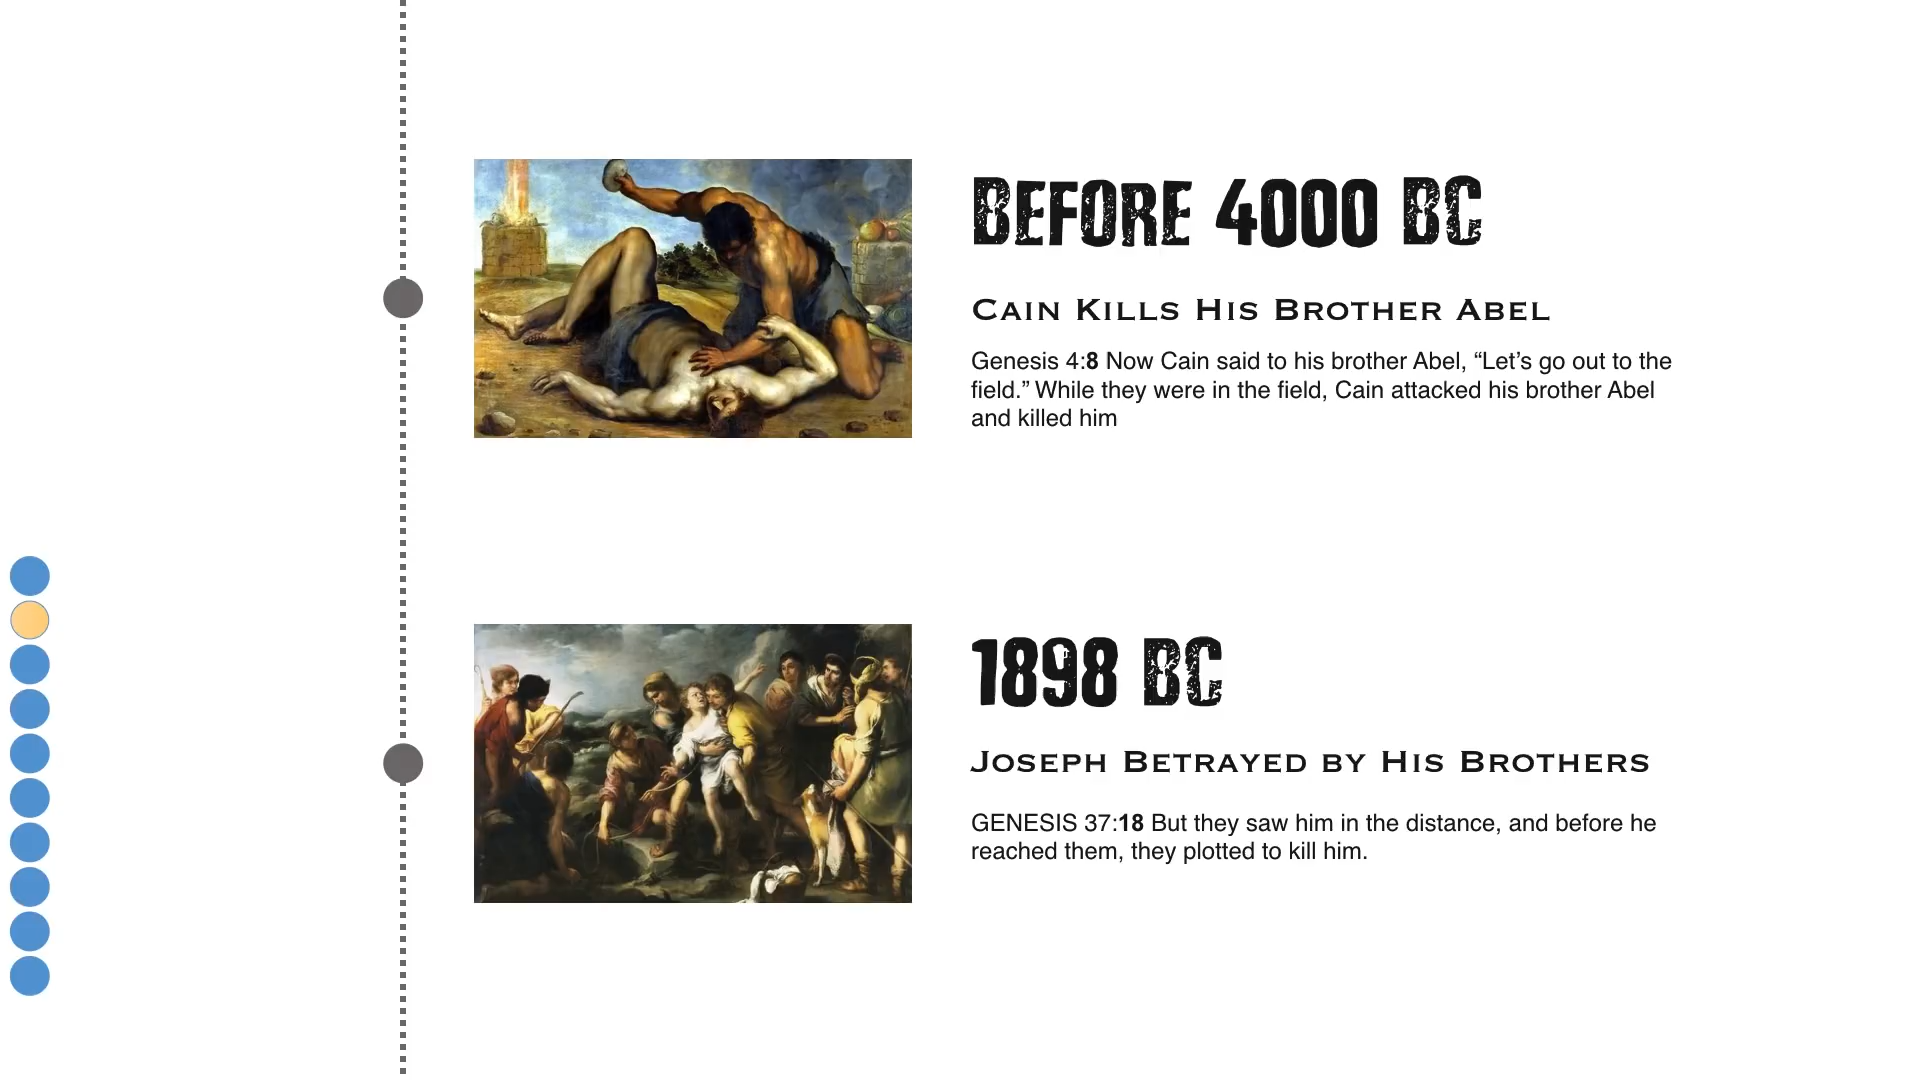 BEFORE 4000 BC
Cain Kills His Brother Abel
Genesis 4:8 Now Cain said to his brother Abel, “Let’s go out to the
field.” While they were in the field, Cain attacked his brother Abel
and killed him
1898 BC
Joseph Betrayed by His Brothers
GENESIS 37:18 But they saw him in the distance, and before he
reached them, they plotted to kill him.